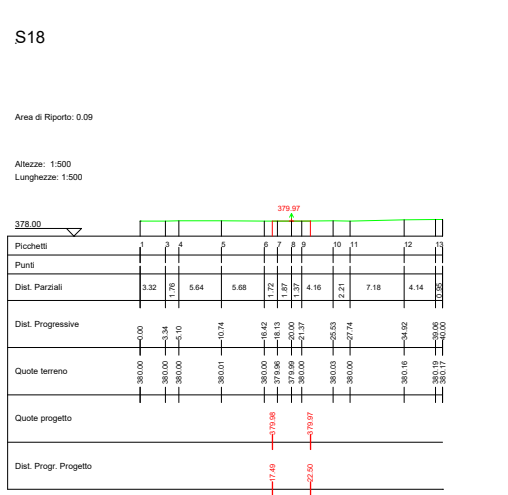 S18
Area di Riporto: 0.09
Altezze: 1:500
Lunghezze: 1:500
379.97
378.00
Picchetti 1 3 4 5 6 7 8 9 10 11 12 13
Punti
Dist. Parziali 3.32 1.76 5.64 5.68 1.72 1.87 1.37 4.16 2.21 7.18 4.14 0.95
Dist. Progressive 0.00 3.34 5.10 10.74 16.42 18.13 20.00 21.37 25.53 27.74 34.92 39.06 40.00
Quote terreno 380.00 380.00 380.00 380.01 380.00 379.96 379.99 380.00 380.03 380.00 380.16 380.19 380.17
Quote progetto 379.98 379.97
Dist. Progr. Progetto 17.49 22.50